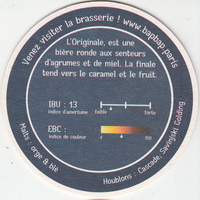 Venez visiter la brasserie ! www.bapbap.paris
L'Originale, est une
bière ronde aux senteurs
d'agrumes et de miel. La finale
tend vers le caramel et le fruit.
IBU : 13
indice d'amertume
faible
forte
EBC :
indice de couleur
Malts : orge & blé
Houblons : Cascade, Savinjski Golding